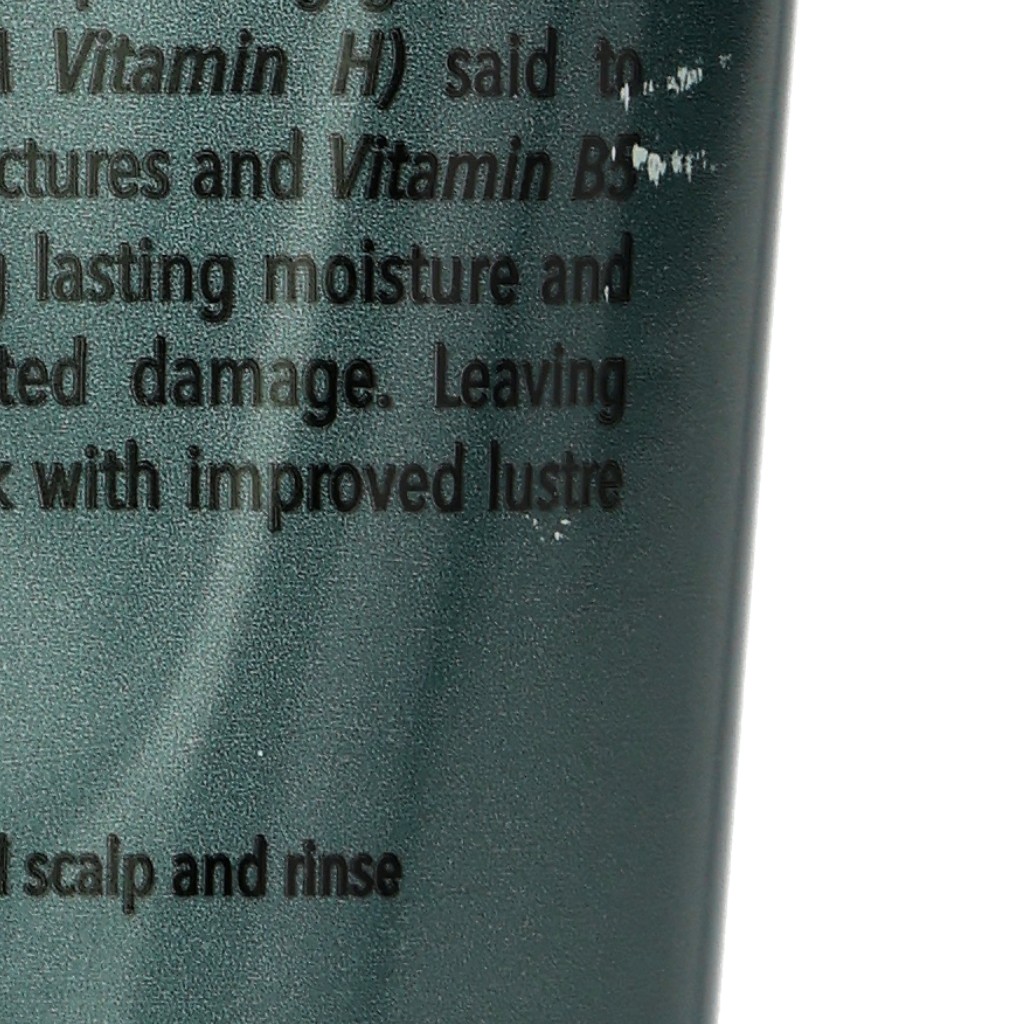 Vitamin H) said to
ctures and Vitamin B5
lasting moisture and
ted damage. Leaving
with improved lustre
scalp and rinse